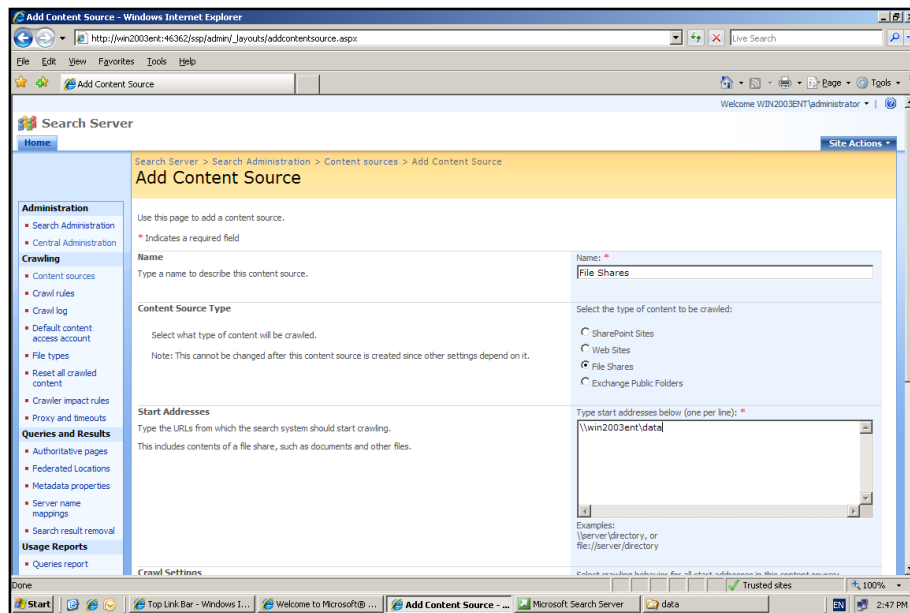 Add Content Source - Windows Internet Explorer
http://win2003ent:46362/ssp/admin/_layouts/addcontentsource.aspx
Live Search
File Edit View Favorites Tools Help
Add Content Source
Page Tools
Welcome WIN2003ENT\administrator
Search Server
Home
Site Actions
Search Server > Search Administration > Content sources > Add Content Source
Add Content Source
Administration
Search Administration
Central Administration
Crawling
Content sources
Crawl rules
Crawl log
Default content
access account
File types
Reset all crawled
content
Crawler impact rules
Proxy and timeouts
Queries and Results
Authoritative pages
Federated Locations
Metadata properties
Server name
mappings
Search result removal
Usage Reports
Queries report
Use this page to add a content source.
* Indicates a required field
Name
Type a name to describe this content source.
Name: *
File Shares
Content Source Type
Select what type of content will be crawled.
Note: This cannot be changed after this content source is created since other settings depend on it.
Select the type of content to be crawled:
SharePoint Sites
Web Sites
File Shares
Exchange Public Folders
Start Addresses
Type the URLs from which the search system should start crawling.
This includes contents of a file share, such as documents and other files.
Type start addresses below (one per line): *
\\win2003ent\data
Examples:
\\server\directory, or
file://server/directory
Crawl Settings
Select crawling behavior for all start addresses in this content source:
Done
Trusted sites
100%
Start
Top Link Bar - Windows I...
Welcome to Microsoft® ...
Add Content Source - ...
Microsoft Search Server
data
EN
2:47 PM